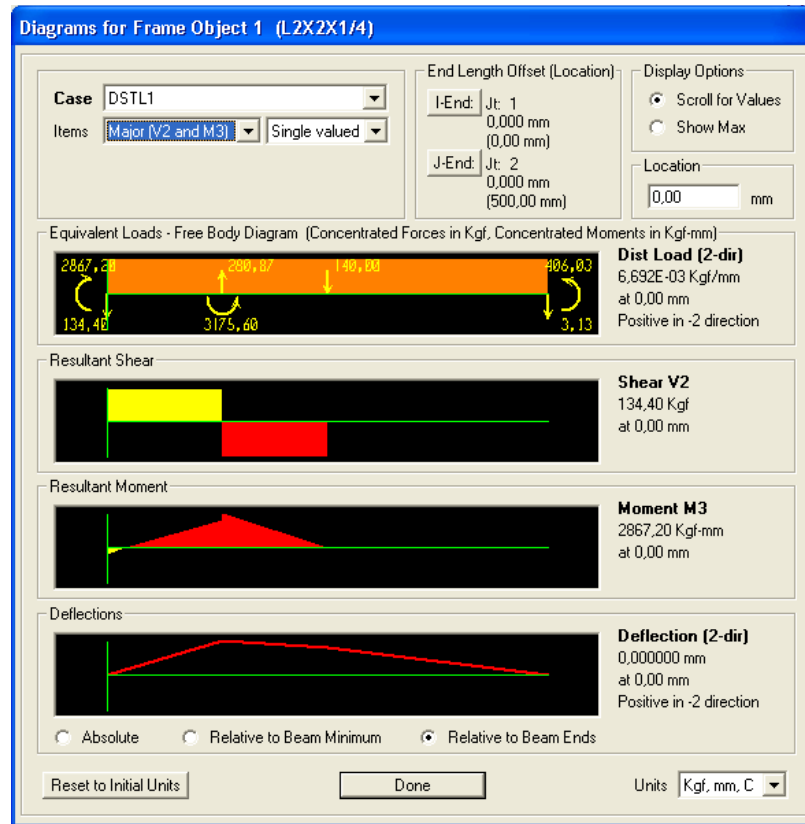 Diagrams for Frame Object 1 (L2X2X1/4)
Case DSTL1
Items Major (V2 and M3) Single valued
End Length Offset (Location)
I-End: Jt: 1
0,000 mm
(0,00 mm)
J-End: Jt: 2
0,000 mm
(500,00 mm)
Display Options
Scroll for Values
Show Max
Location
0,00 mm
Equivalent Loads - Free Body Diagram (Concentrated Forces in Kgf, Concentrated Moments in Kgf-mm)
2867,20 280,87 140,00 406,03
134,40 3175,60 3,13
Dist Load (2-dir)
6,692E-03 Kgf/mm
at 0,00 mm
Positive in -2 direction
Resultant Shear
Shear V2
134,40 Kgf
at 0,00 mm
Resultant Moment
Moment M3
2867,20 Kgf-mm
at 0,00 mm
Deflections
Deflection (2-dir)
0,000000 mm
at 0,00 mm
Positive in -2 direction
Absolute Relative to Beam Minimum Relative to Beam Ends
Reset to Initial Units Done Units Kgf, mm, C